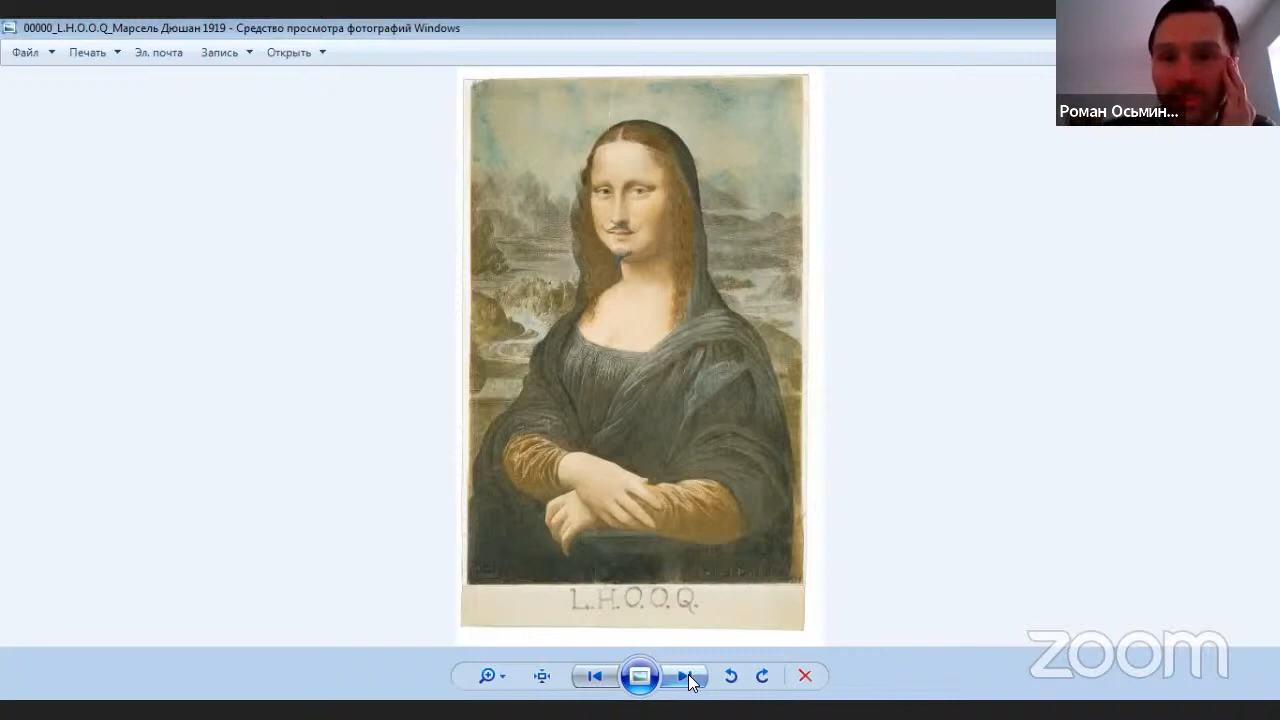 00000_L.H.O.O.Q_Марсель Дюшан 1919 - Средство просмотра фотографий Windows
Файл Печать Эл. почта Запись Открыть
Роман Осьмин...
L.H.O.O.Q.
zoom